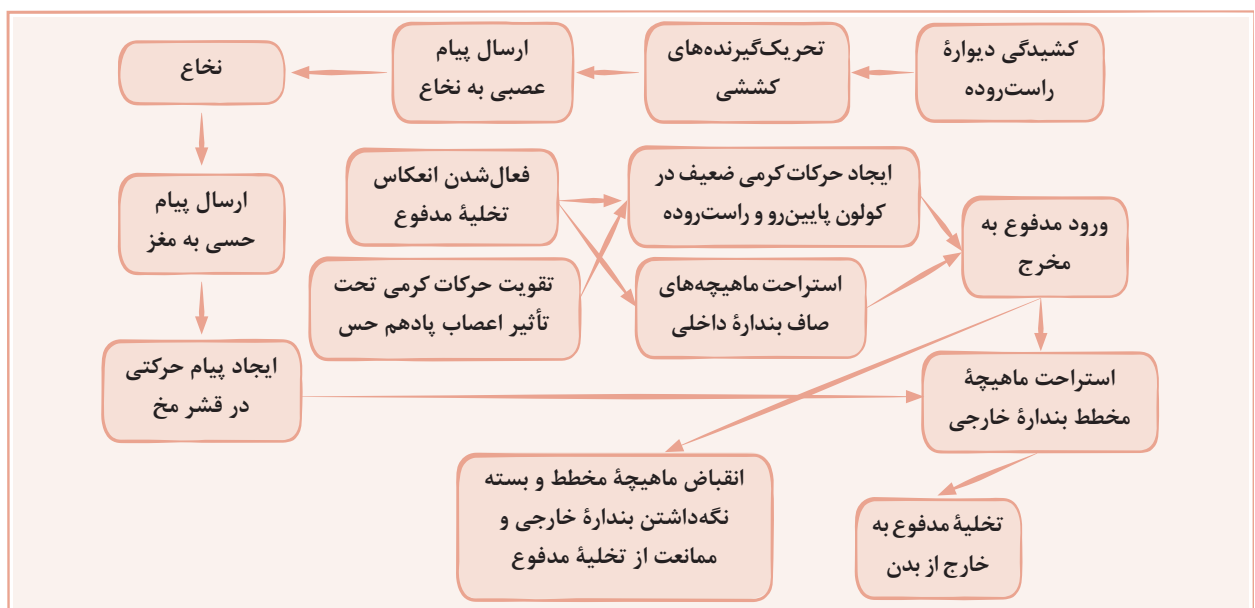 کشیدگی دیوارهٔ
راست‌روده
تحریک‌گیرنده‌های
کششی
ارسال پیام
عصبی به نخاع
نخاع
ارسال پیام
حسی به مغز
ایجاد پیام حرکتی
در قشر مخ
فعال‌شدن انعکاس
تخلیهٔ مدفوع
تقویت حرکات کرمی تحت
تأثیر اعصاب پادهم حس
ایجاد حرکات کرمی ضعیف در
کولون پایین‌رو و راست‌روده
استراحت ماهیچه‌های
صاف بندارهٔ داخلی
ورود مدفوع به
مخرج
استراحت ماهیچهٔ
مخطط بندارهٔ خارجی
انقباض ماهیچهٔ مخطط و بسته
نگه‌داشتن بندارهٔ خارجی و
ممانعت از تخلیهٔ مدفوع
تخلیهٔ مدفوع به
خارج از بدن